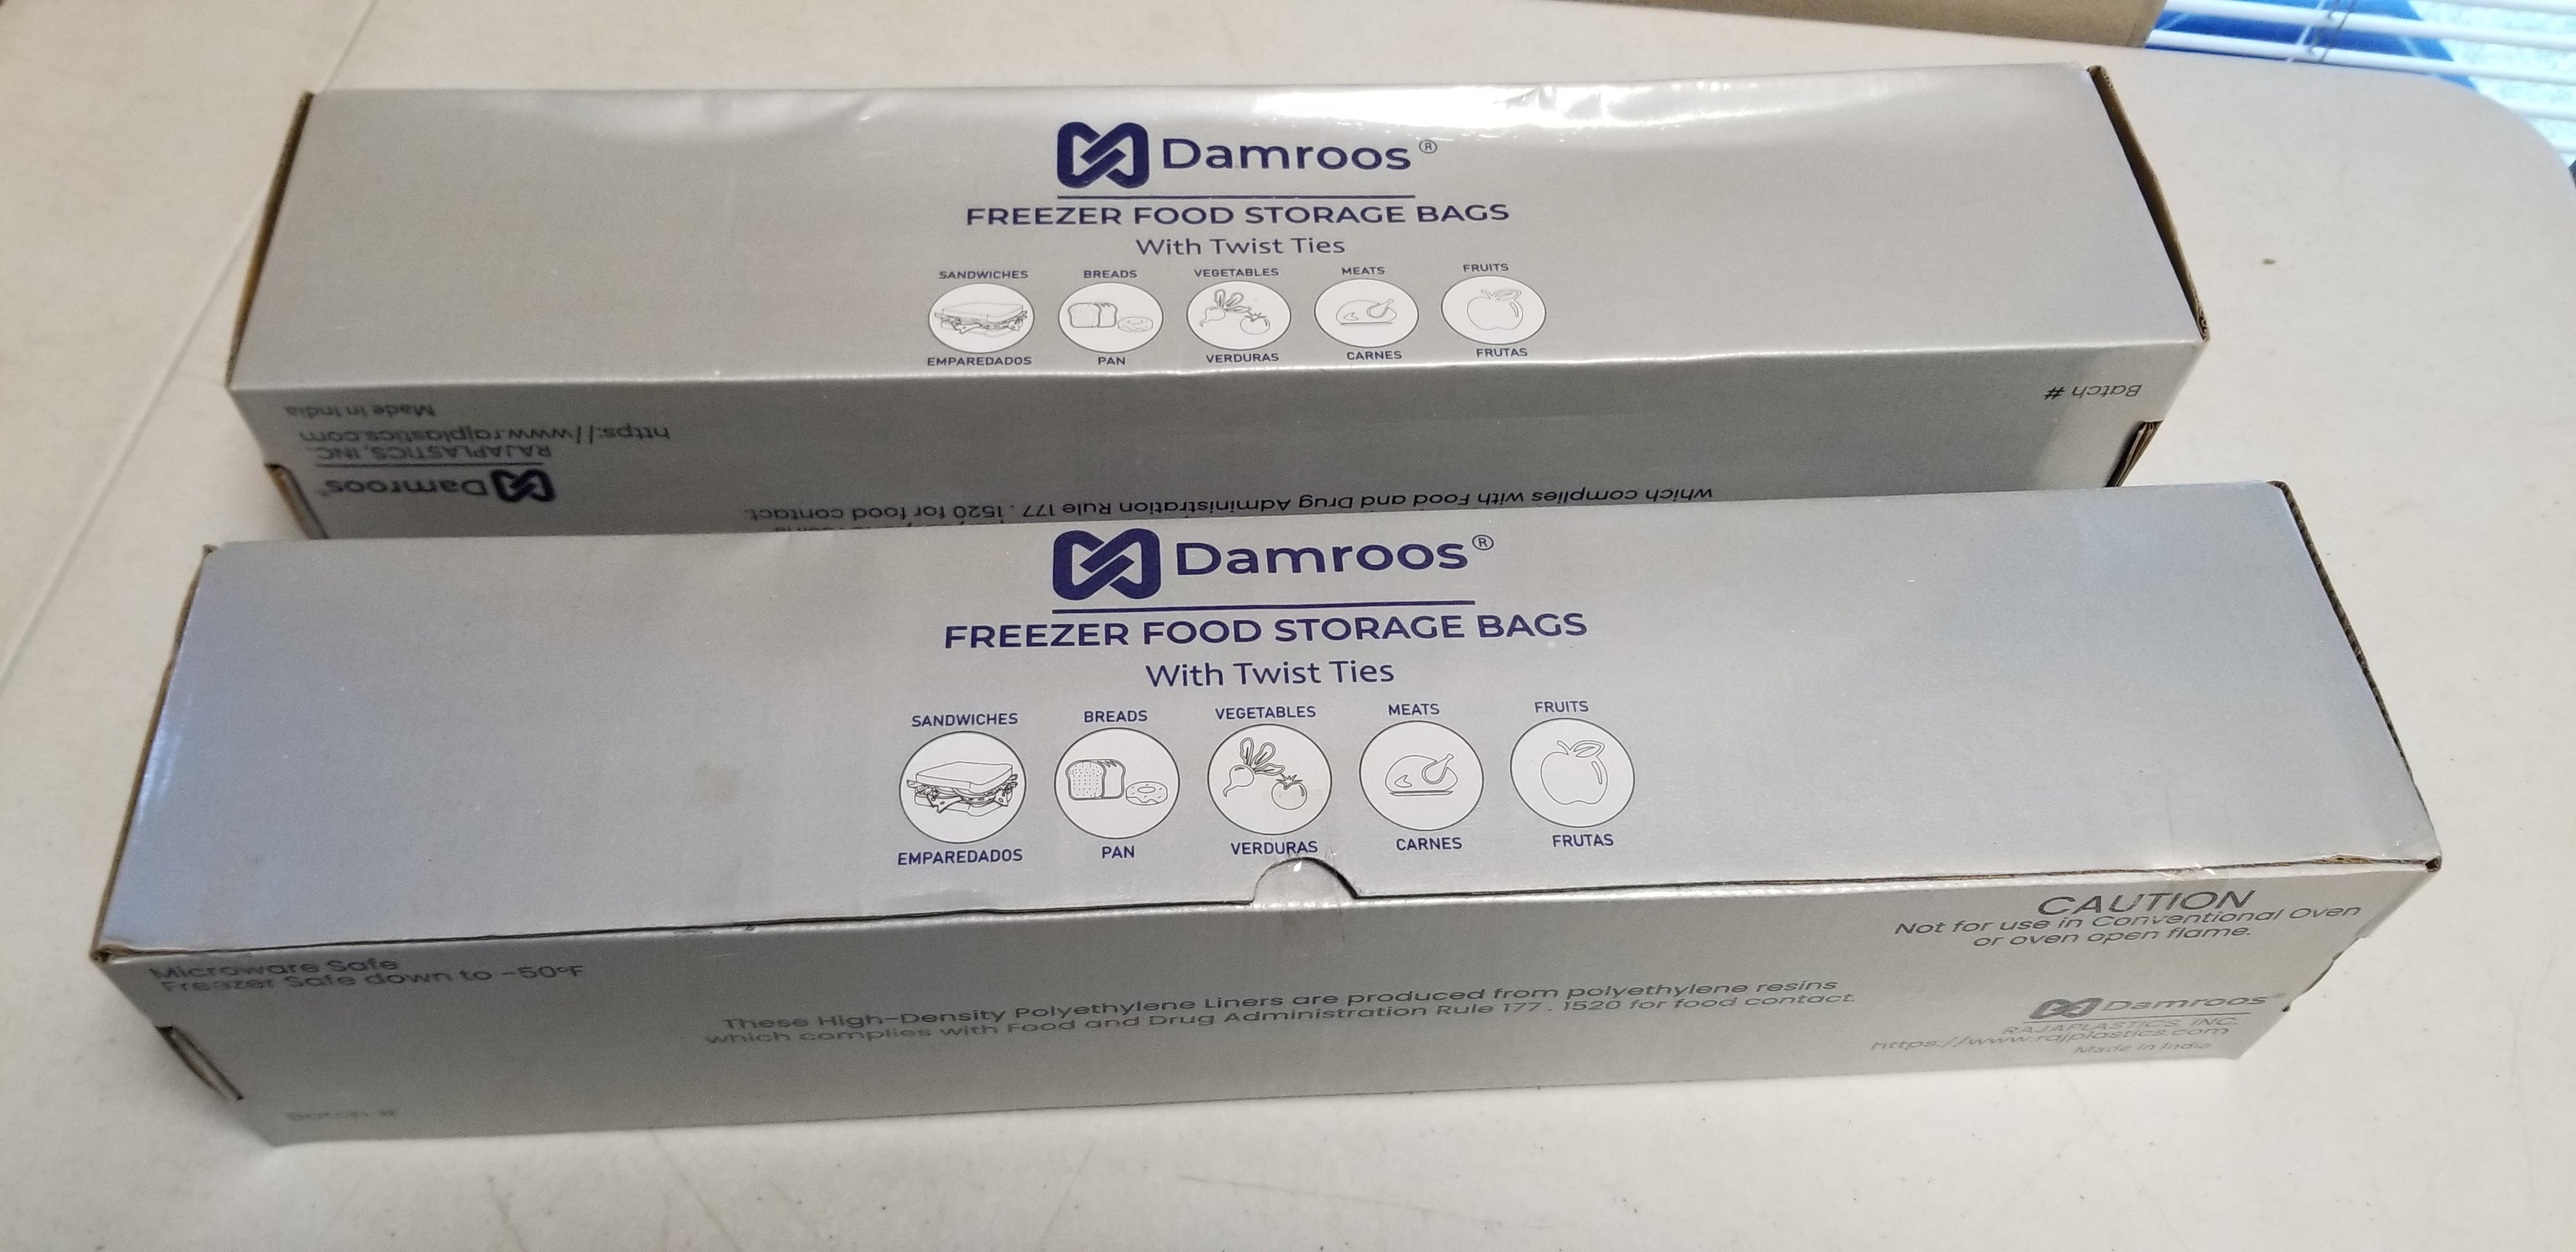 Damroos®
FREEZER FOOD STORAGE BAGS
With Twist Ties
SANDWICHES BREADS VEGETABLES MEATS FRUITS
EMPAREDADOS PAN VERDURAS CARNES FRUTAS
Batch #
Made in India
https://www.rajplastics.com
RAJAPLASTICS, INC.
Damroos®
which complies with Food and Drug Administration Rule 177 . 1520 for food contact.
Damroos®
FREEZER FOOD STORAGE BAGS
With Twist Ties
SANDWICHES BREADS VEGETABLES MEATS FRUITS
EMPAREDADOS PAN VERDURAS CARNES FRUTAS
CAUTION
Not for use in Conventional Oven
or oven open flame.
Microware Safe
Freezer Safe down to -50°F
These High-Density Polyethylene Liners are produced from polyethylene resins
which complies with Food and Drug Administration Rule 177 . 1520 for food contact.
Damroos®
RAJAPLASTICS, INC.
https://www.rajplastics.com
Made in India
Batch #